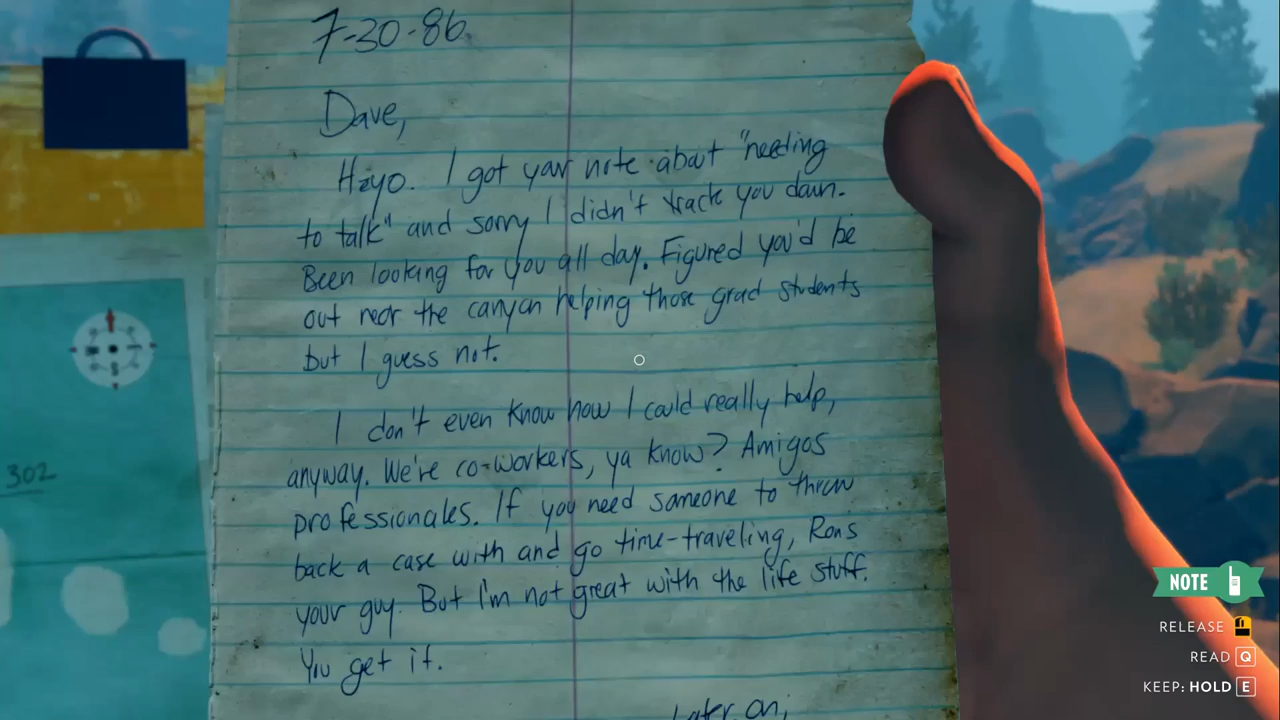 7-30-86
Dave,
Hiyo. I got your note about "needing
to talk" and sorry I didn't track you down.
Been looking for you all day. Figured you'd be
out near the canyon helping those grad students
but I guess not.
I don't even know how I could really help,
anyway. We're co-workers, ya know? Amigos
professionales. If you need someone to throw
back a case with and go time-traveling, Ron's
your guy. But I'm not great with the life stuff.
You get it.
Later on,
302
S
NOTE
RELEASE
READ Q
KEEP: HOLD E